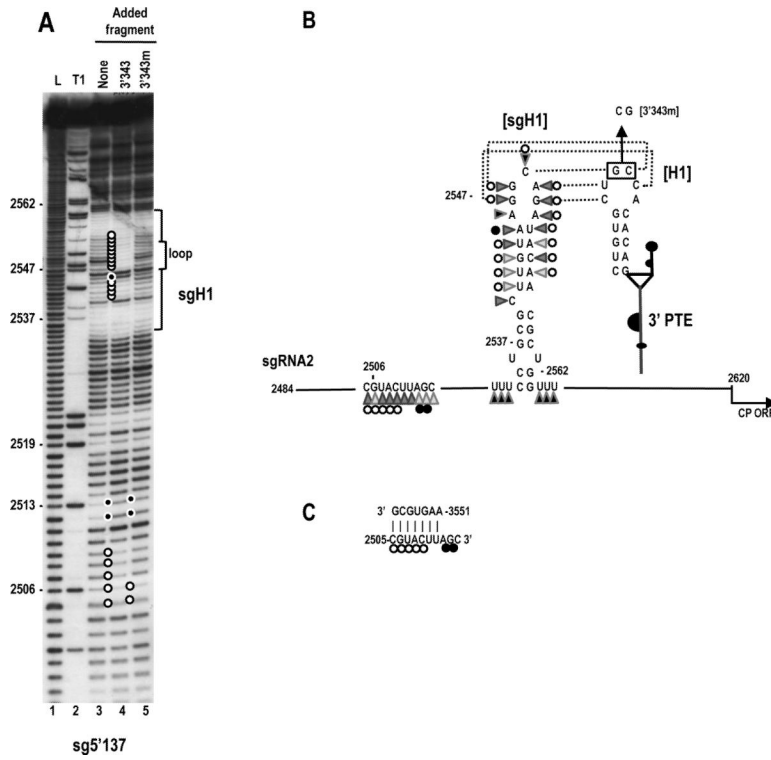 A
Added
fragment
L T1 None 3'343 3'343m
2562
2547
2537
2519
2513
2506
loop
sgH1
1 2 3 4 5
sg5'137
B
C G [3'343m]
[sgH1]
[H1]
C
G C
G A
U C
2547 -
G G
C A
A A
A U
U A
G C
A U
U A
C
G C
G G
2537
C C
U U
2562
C G
G C
U A
G C
U A
C G
3' PTE
sgRNA2
2506
2484
CGUACUUAGC
UUU C G UUU
2620
CP ORF
C
3' GCGUGAA -3551
2505-CGUACUUAGC 3'